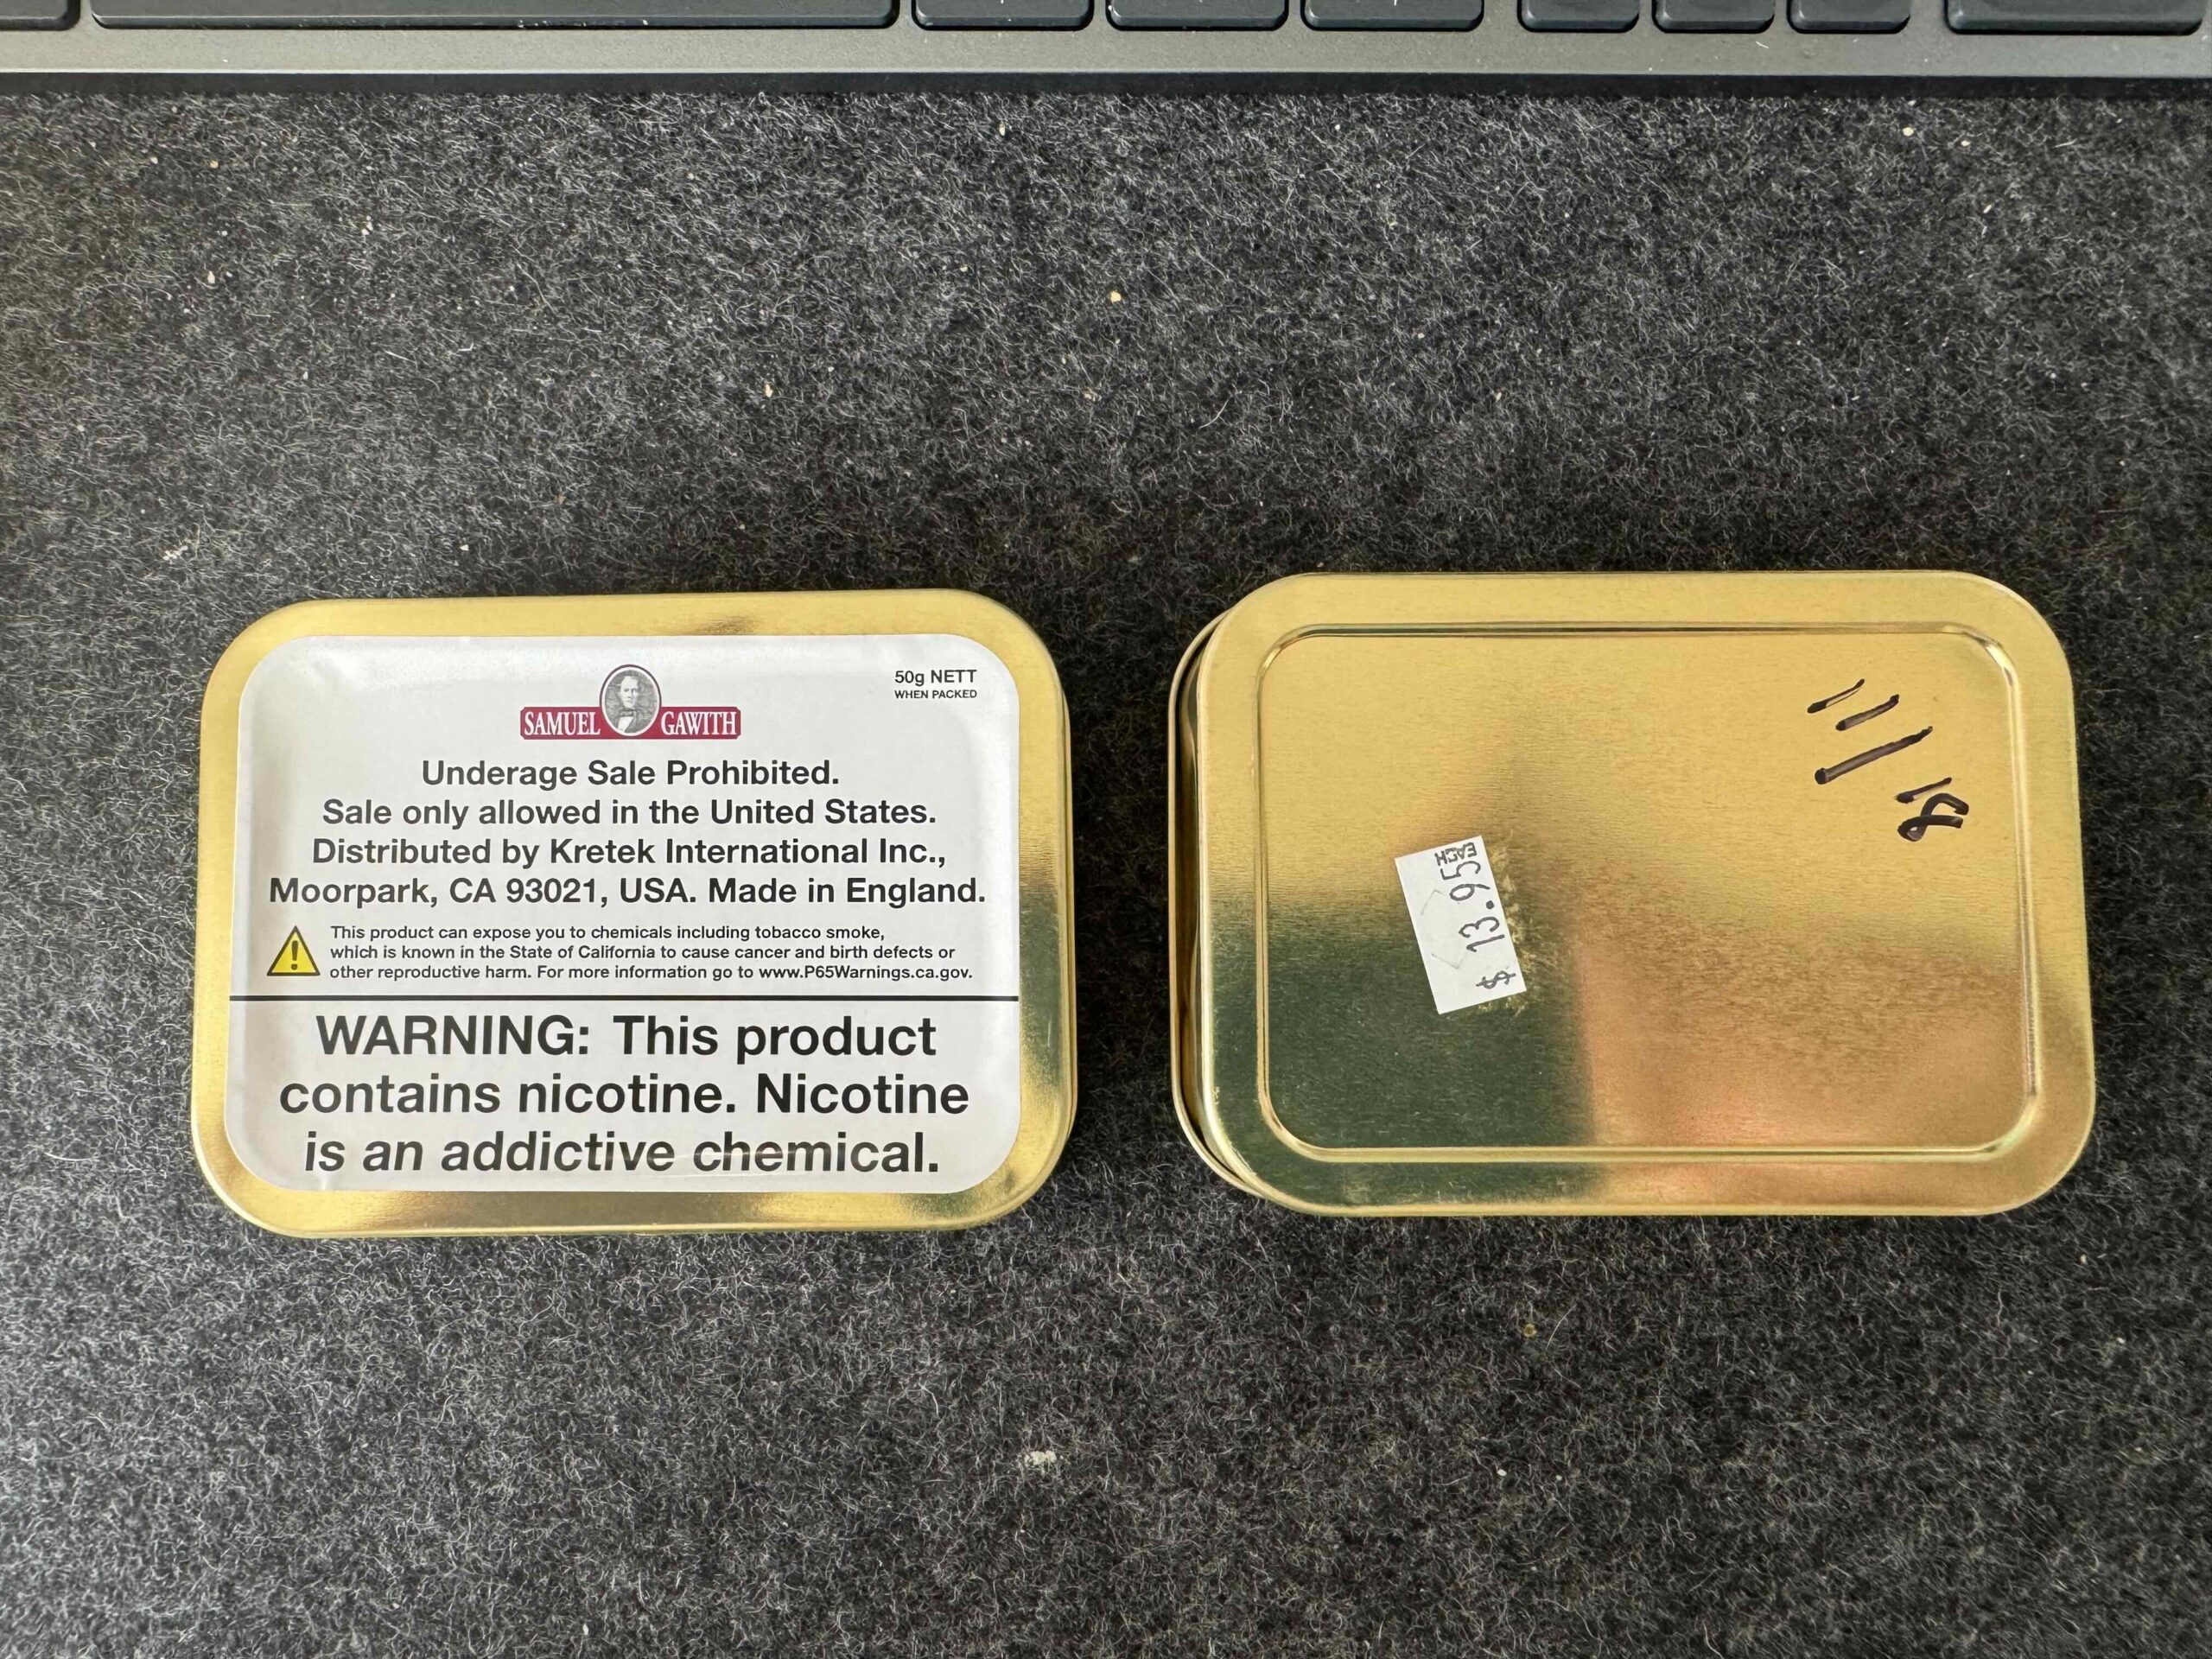 SAMUEL GAWITH
50g NETT
WHEN PACKED
Underage Sale Prohibited.
Sale only allowed in the United States.
Distributed by Kretek International Inc.,
Moorpark, CA 93021, USA. Made in England.
This product can expose you to chemicals including tobacco smoke,
which is known in the State of California to cause cancer and birth defects or
other reproductive harm. For more information go to www.P65Warnings.ca.gov.
WARNING: This product
contains nicotine. Nicotine
is an addictive chemical.
11/18
$ 13.95
EACH